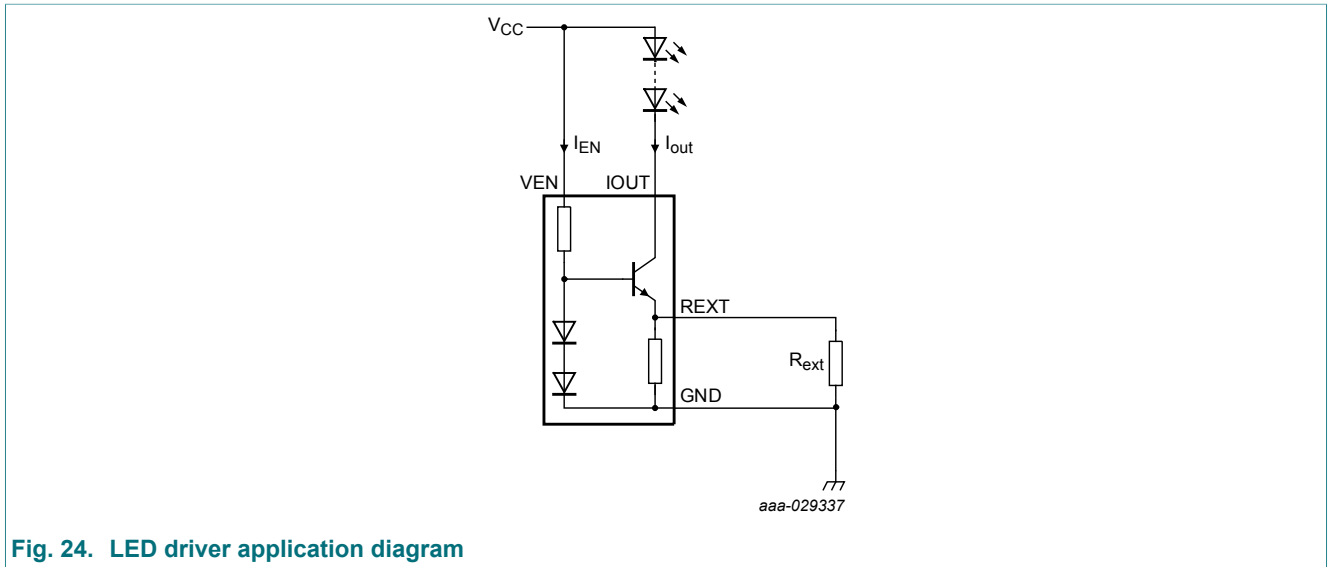 VCC
IEN
Iout
VEN
IOUT
REXT
Rext
GND
aaa-029337
Fig. 24. LED driver application diagram